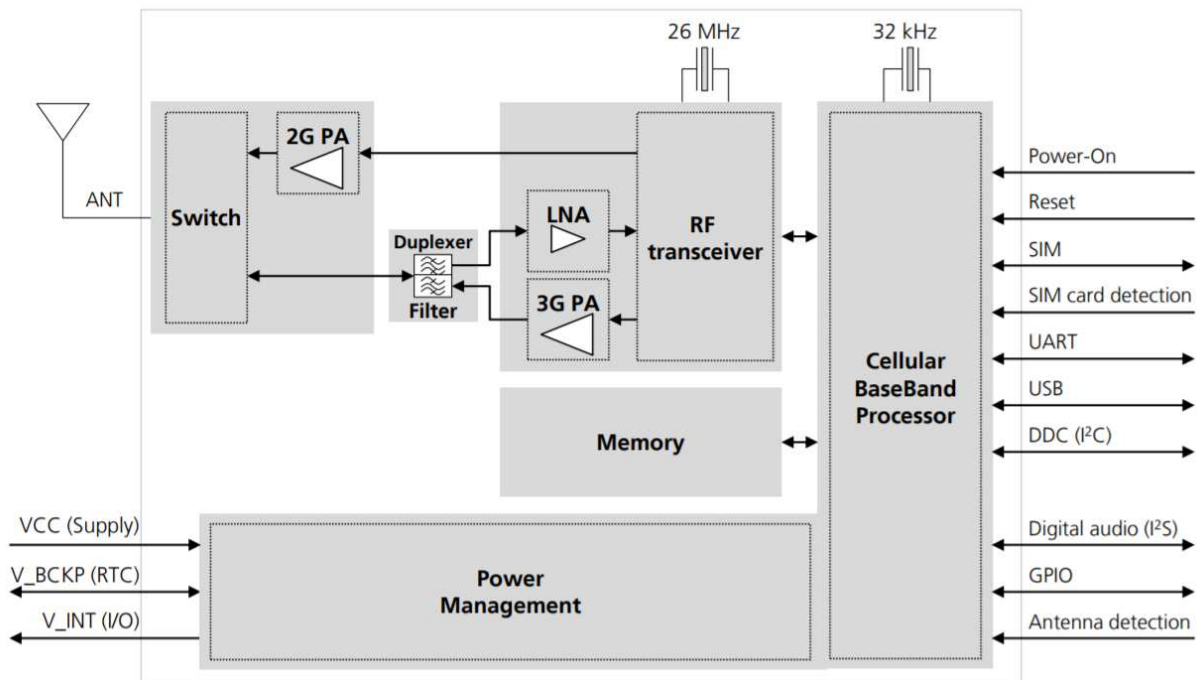 26 MHz
32 kHz
ANT
Switch
2G PA
Duplexer
Filter
LNA
3G PA
RF
transceiver
Memory
Cellular
BaseBand
Processor
Power
Management
VCC (Supply)
V_BCKP (RTC)
V_INT (I/O)
Power-On
Reset
SIM
SIM card detection
UART
USB
DDC (I²C)
Digital audio (I²S)
GPIO
Antenna detection